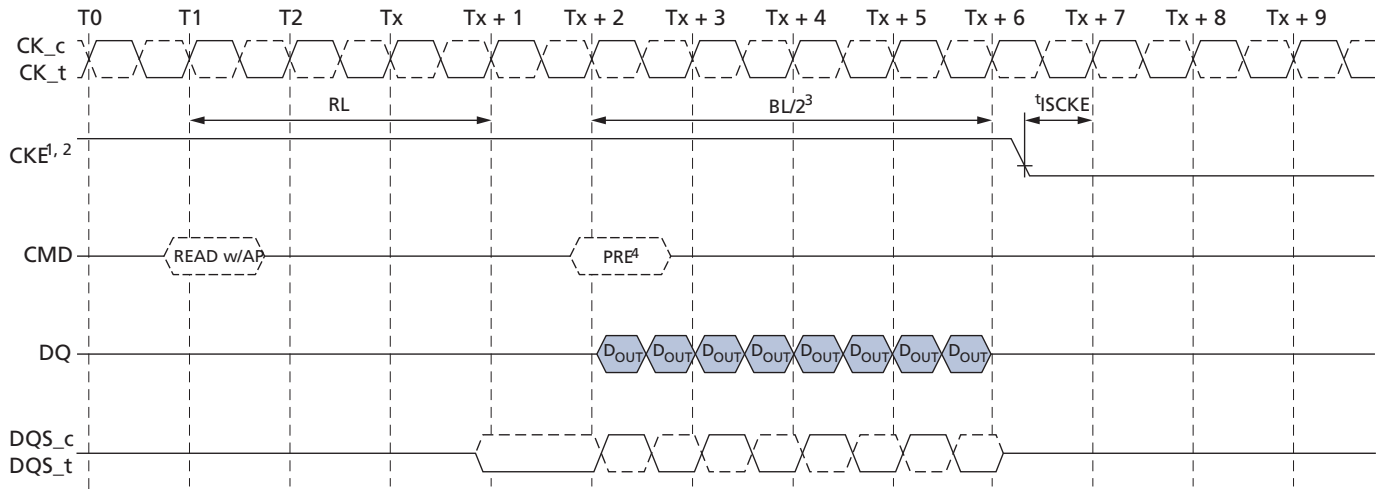 T0 T1 T2 Tx Tx + 1 Tx + 2 Tx + 3 Tx + 4 Tx + 5 Tx + 6 Tx + 7 Tx + 8 Tx + 9
CK_c
CK_t
RL BL/2³ ᵗISCKE
CKE¹, ²
CMD READ w/AP PRE⁴
DQ DOUT DOUT DOUT DOUT DOUT DOUT DOUT DOUT
DQS_c
DQS_t